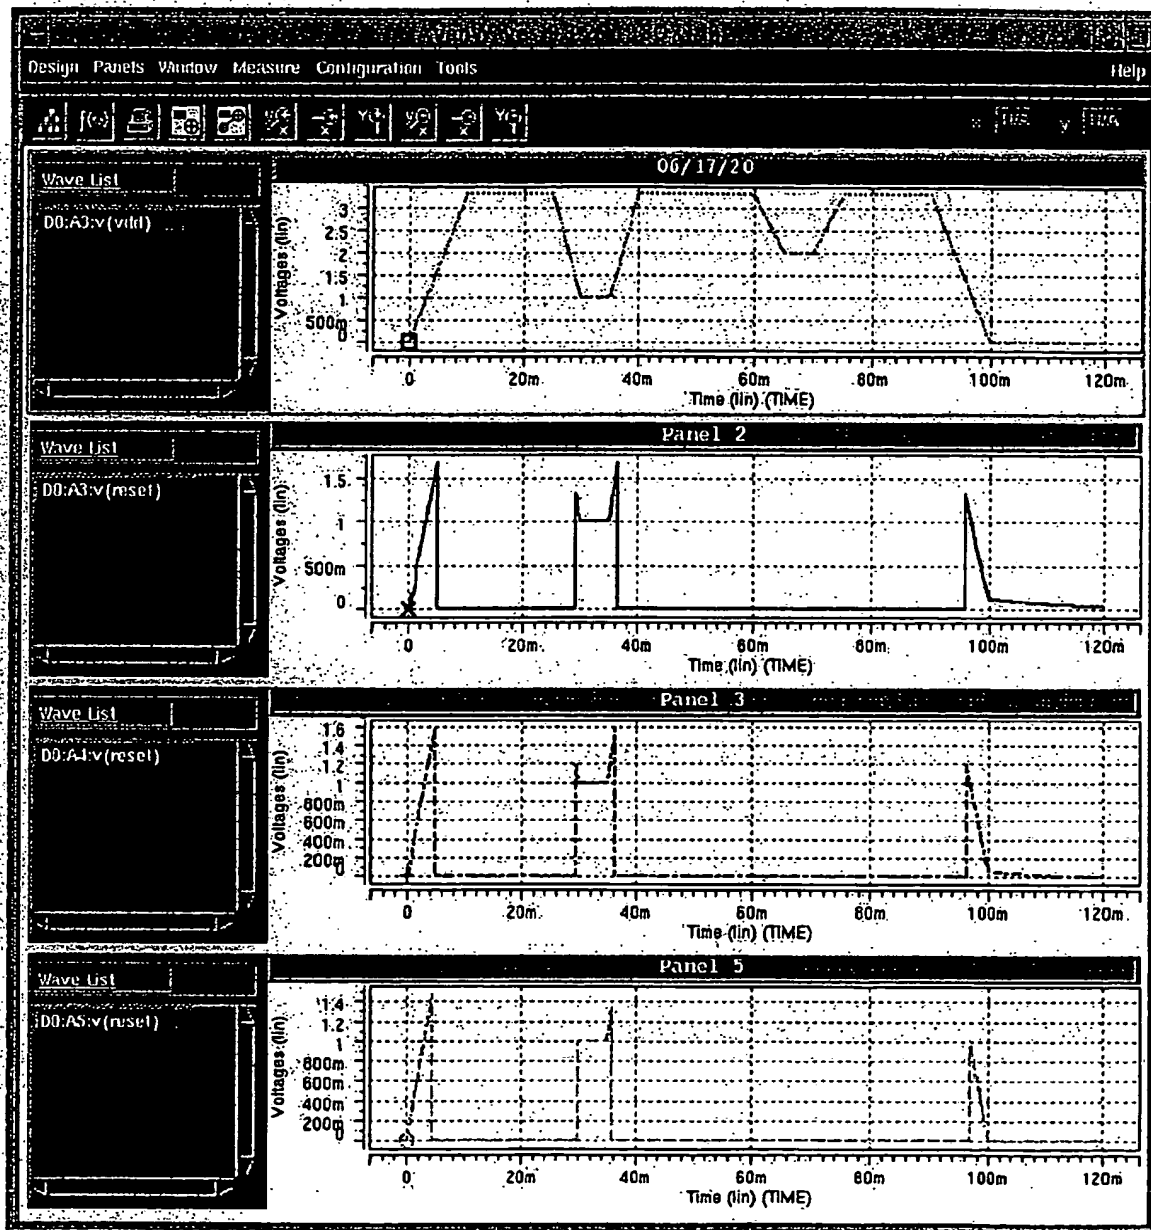 Design Panels Window Measure Configuration Tools Help
06/17/20
Wave List
D0:A3:v(vdd)
Voltages (lin)
3
2.5
2
1.5
1
500m
0
0 20m 40m 60m 80m 100m 120m
Time (lin) (TIME)
Panel 2
Wave List
D0:A3:v(reset)
Voltages (lin)
1.5
1
500m
0
0 20m 40m 60m 80m 100m 120m
Time (lin) (TIME)
Panel 3
Wave List
D0:A4:v(reset)
Voltages (lin)
1.6
1.4
1.2
1
800m
600m
400m
200m
0
0 20m 40m 60m 80m 100m 120m
Time (lin) (TIME)
Panel 5
Wave List
D0:A5:v(reset)
Voltages (lin)
1.4
1.2
1
800m
600m
400m
200m
0
0 20m 40m 60m 80m 100m 120m
Time (lin) (TIME)